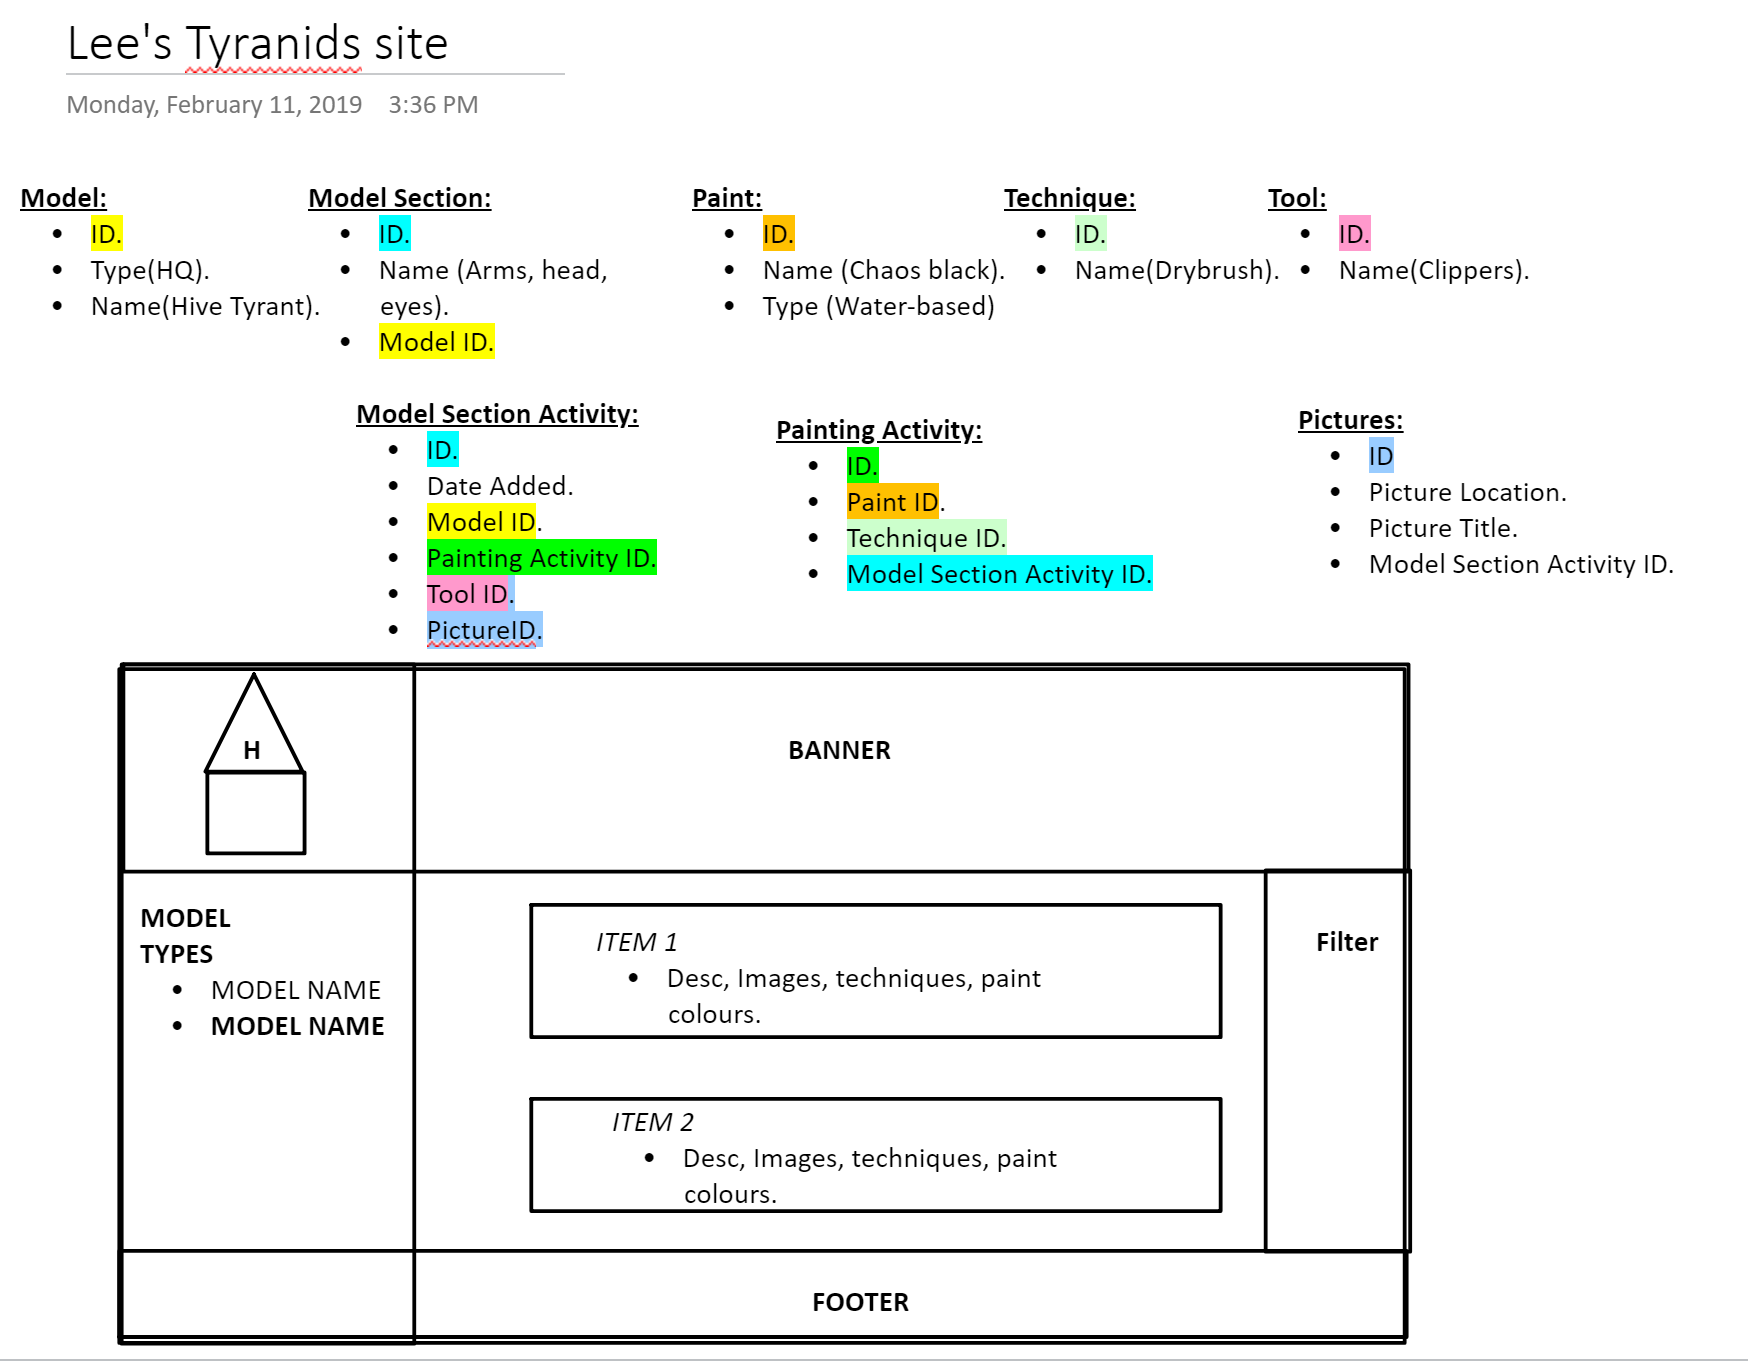 Lee's Tyranids site
Monday, February 11, 2019 3:36 PM
Model:
• ID.
• Type(HQ).
• Name(Hive Tyrant).
Model Section:
• ID.
• Name (Arms, head,
eyes).
• Model ID.
Paint:
• ID.
• Name (Chaos black).
• Type (Water-based)
Technique:
• ID.
• Name(Drybrush).
Tool:
• ID.
• Name(Clippers).
Model Section Activity:
• ID.
• Date Added.
• Model ID.
• Painting Activity ID.
• Tool ID.
• PictureID.
Painting Activity:
• ID.
• Paint ID.
• Technique ID.
• Model Section Activity ID.
Pictures:
• ID
• Picture Location.
• Picture Title.
• Model Section Activity ID.
H
BANNER
MODEL
TYPES
• MODEL NAME
• MODEL NAME
ITEM 1
• Desc, Images, techniques, paint
colours.
Filter
ITEM 2
• Desc, Images, techniques, paint
colours.
FOOTER